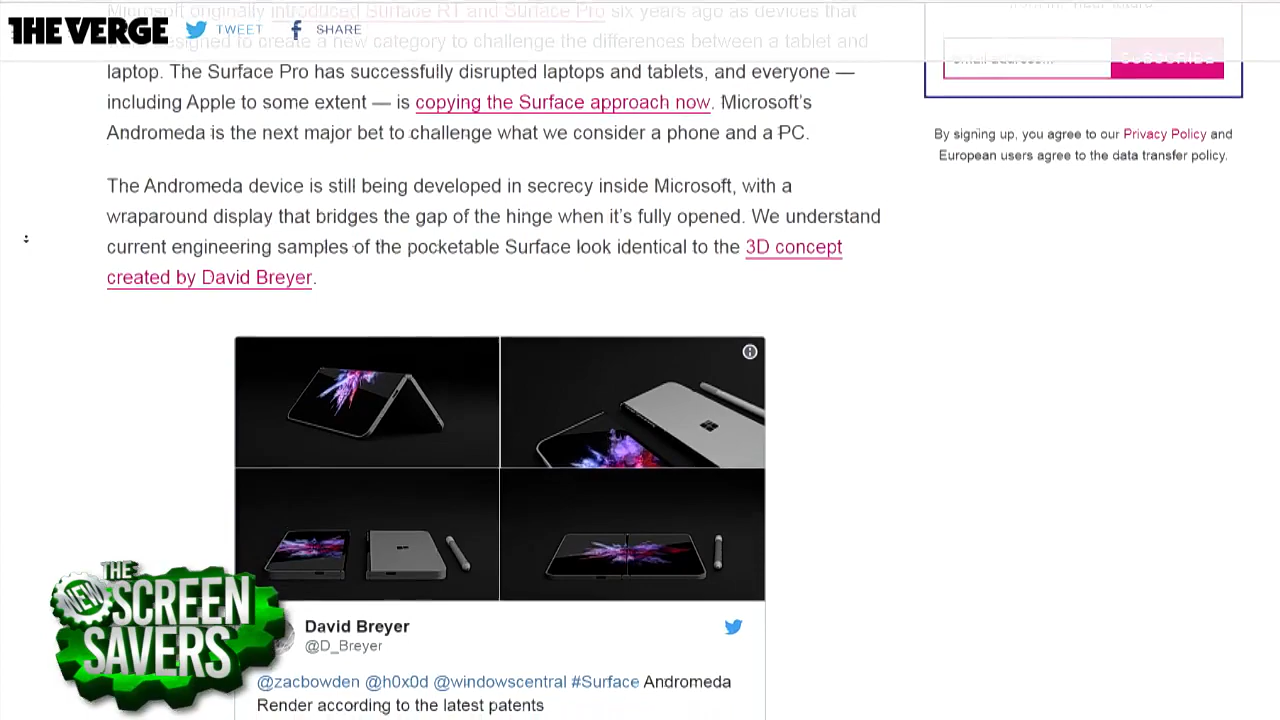 Microsoft originally introduced Surface RT and Surface Pro six years ago as devices that
THE VERGE TWEET SHARE
designed to create a new category to challenge the differences between a tablet and
laptop. The Surface Pro has successfully disrupted laptops and tablets, and everyone —
including Apple to some extent — is copying the Surface approach now. Microsoft's
Andromeda is the next major bet to challenge what we consider a phone and a PC.
The Andromeda device is still being developed in secrecy inside Microsoft, with a
wraparound display that bridges the gap of the hinge when it's fully opened. We understand
current engineering samples of the pocketable Surface look identical to the 3D concept
created by David Breyer.
David Breyer
@D_Breyer
@zacbowden @h0x0d @windowscentral #Surface Andromeda
Render according to the latest patents
SUBSCRIBE
By signing up, you agree to our Privacy Policy and
European users agree to the data transfer policy.
THE
NEW
SCREEN
SAVERS